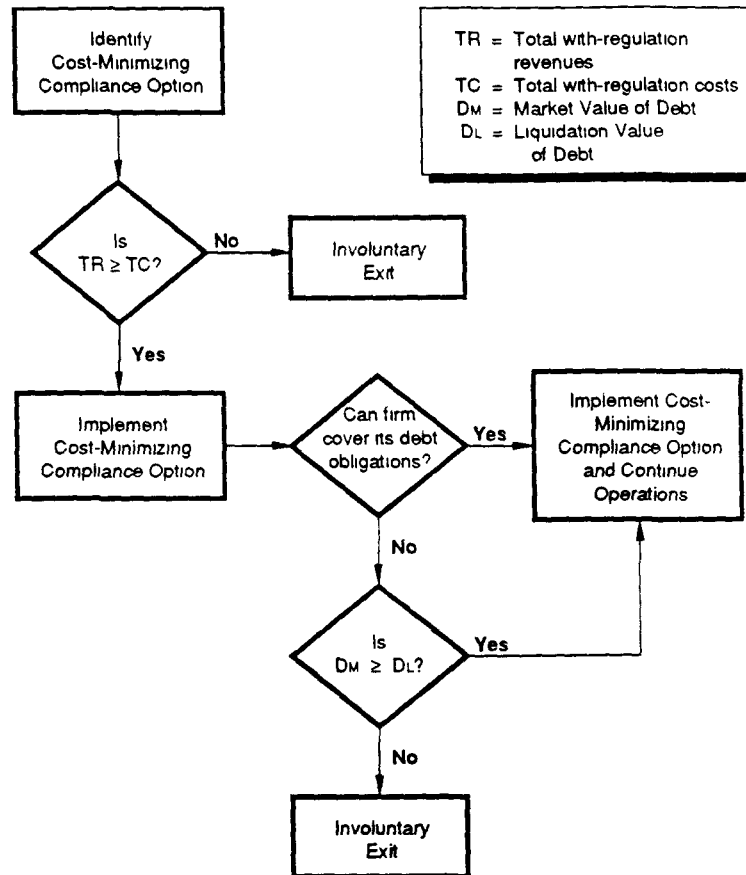 Identify
Cost-Minimizing
Compliance Option
TR = Total with-regulation
revenues
TC = Total with-regulation costs
DM = Market Value of Debt
DL = Liquidation Value
of Debt
Is
TR ≥ TC?
No
Involuntary
Exit
Yes
Implement
Cost-Minimizing
Compliance Option
Can firm
cover its debt
obligations?
Yes
Implement Cost-
Minimizing
Compliance Option
and Continue
Operations
No
Is
DM ≥ DL?
Yes
No
Involuntary
Exit